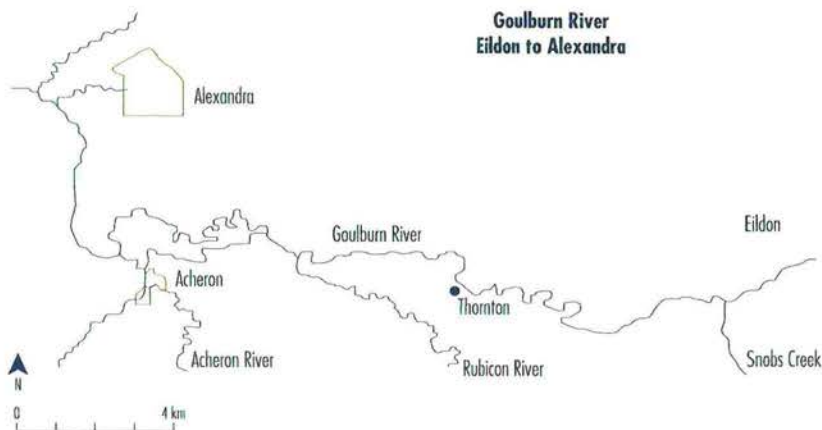 Goulburn River
Eildon to Alexandra
Alexandra
Goulburn River
Eildon
Acheron
Thornton
Acheron River
Rubicon River
Snobs Creek
N
0
4 km